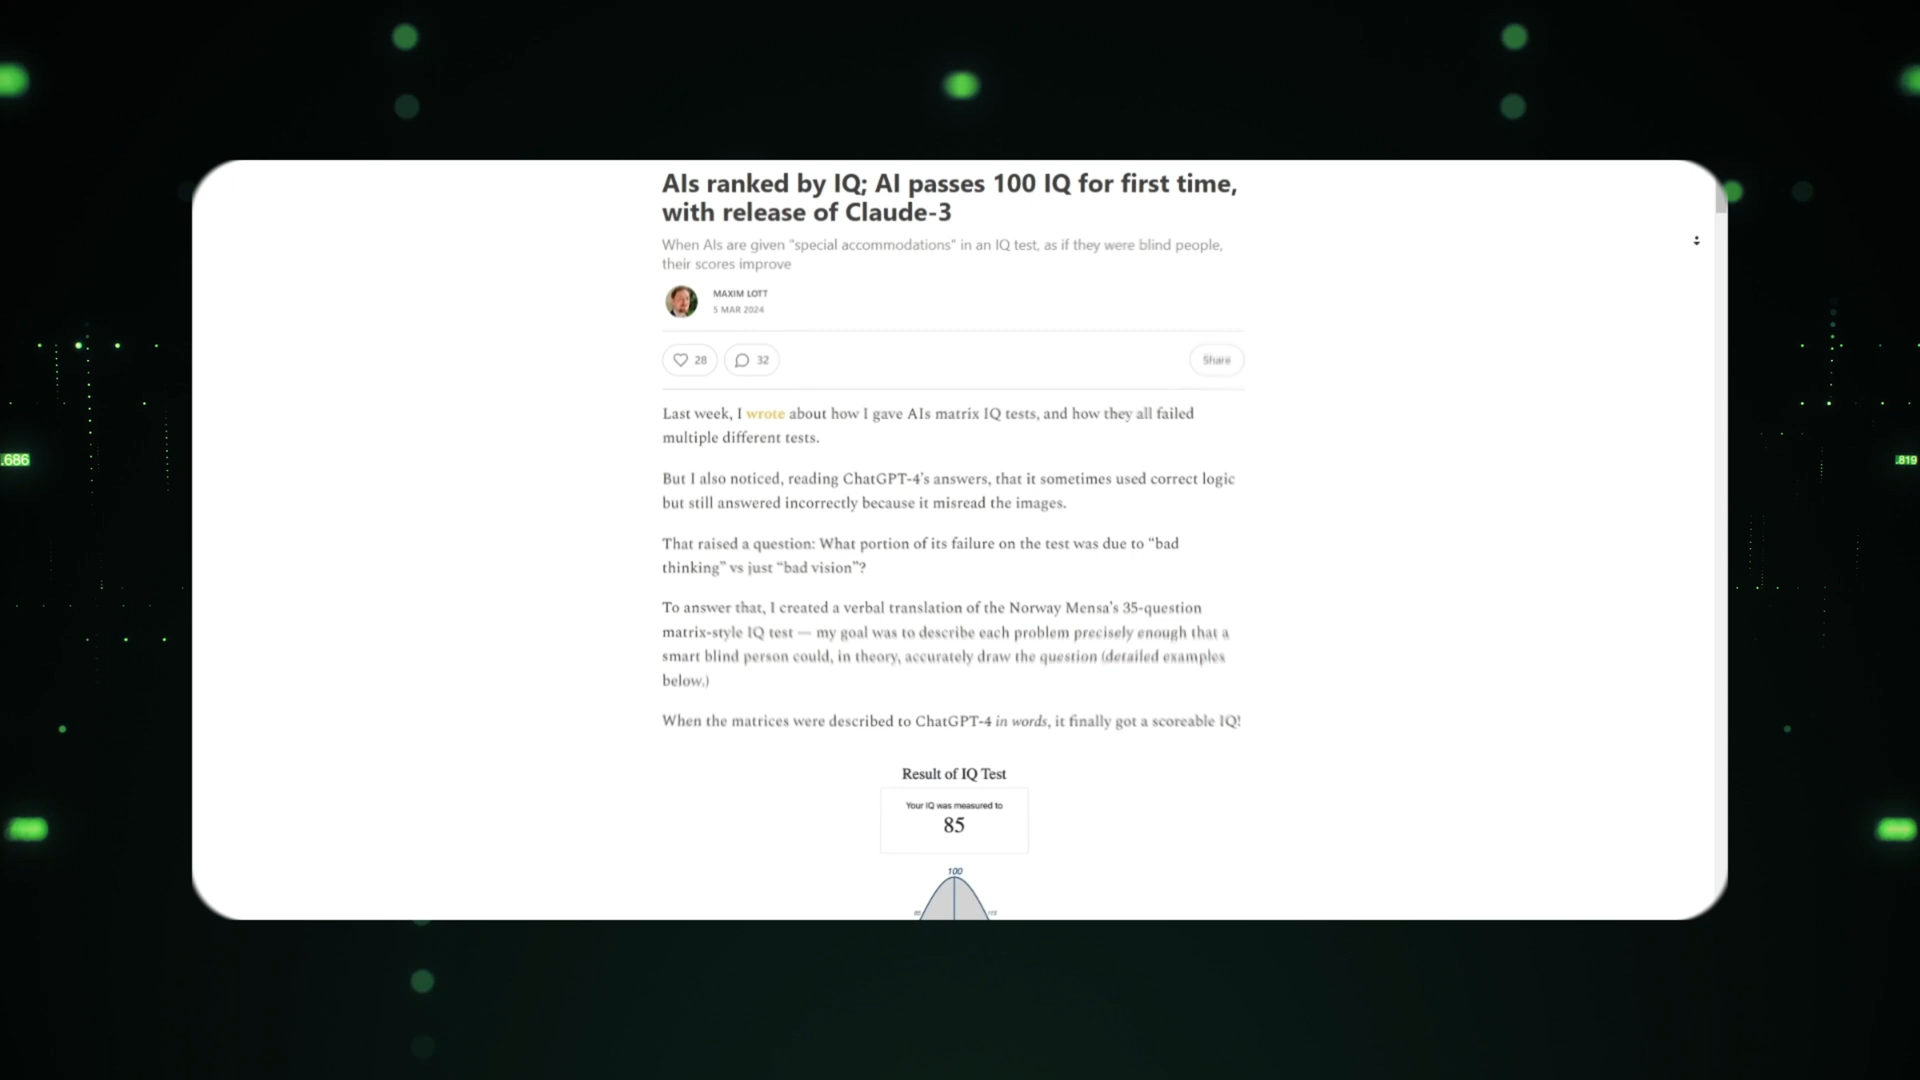 AIs ranked by IQ; AI passes 100 IQ for first time,
with release of Claude-3
When AIs are given "special accommodations" in an IQ test, as if they were blind people,
their scores improve
MAXIM LOTT
5 MAR 2024
28
32
Share
Last week, I wrote about how I gave AIs matrix IQ tests, and how they all failed
multiple different tests.
.686
.819
But I also noticed, reading ChatGPT-4's answers, that it sometimes used correct logic
but still answered incorrectly because it misread the images.
That raised a question: What portion of its failure on the test was due to “bad
thinking” vs just “bad vision”?
To answer that, I created a verbal translation of the Norway Mensa's 35-question
matrix-style IQ test — my goal was to describe each problem precisely enough that a
smart blind person could, in theory, accurately draw the question (detailed examples
below.)
When the matrices were described to ChatGPT-4 in words, it finally got a scoreable IQ!
Result of IQ Test
Your IQ was measured to
85
100